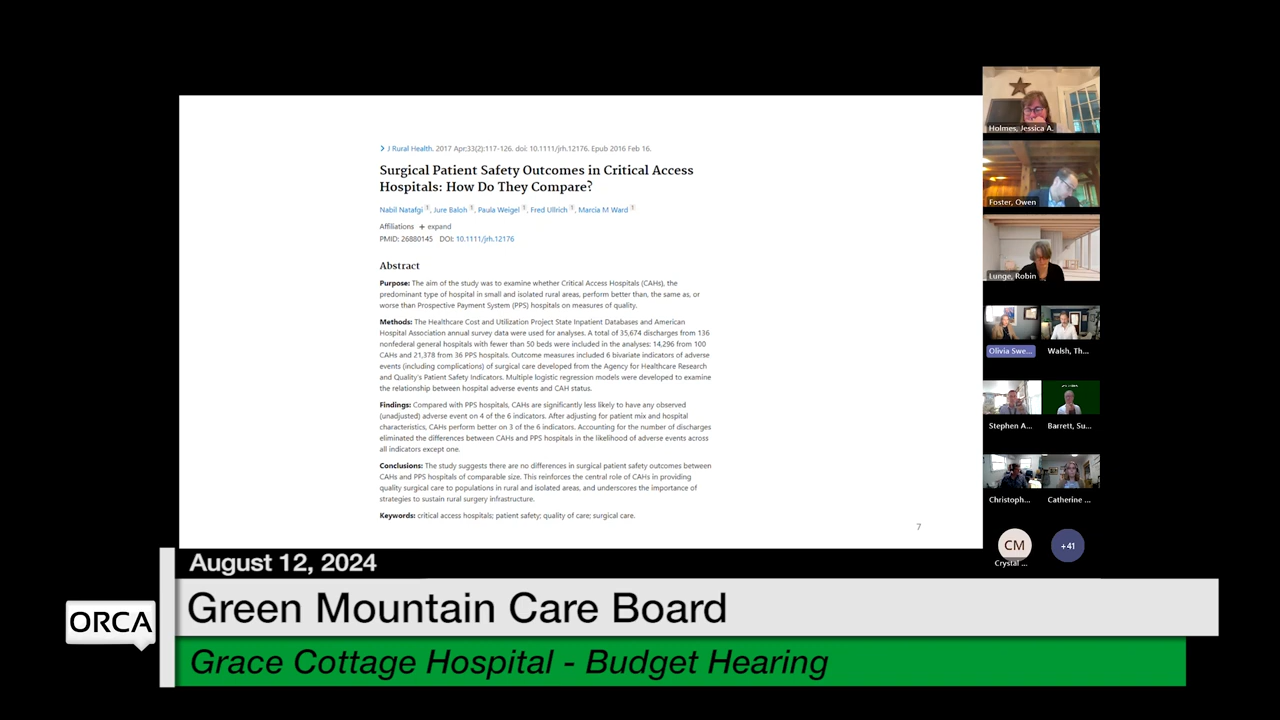 J Rural Health. 2017 Apr;33(2):117-126. doi: 10.1111/jrh.12176. Epub 2016 Feb 16.
Surgical Patient Safety Outcomes in Critical Access
Hospitals: How Do They Compare?
Nabil Natafgi 1, Jure Baloh 1, Paula Weigel 1, Fred Ullrich 1, Marcia M Ward 1
Affiliations + expand
PMID: 26880145 DOI: 10.1111/jrh.12176
Abstract
Purpose: The aim of the study was to examine whether Critical Access Hospitals (CAHs), the
predominant type of hospital in small and isolated rural areas, perform better than, the same as, or
worse than Prospective Payment System (PPS) hospitals on measures of quality.
Methods: The Healthcare Cost and Utilization Project State Inpatient Databases and American
Hospital Association annual survey data were used for analyses. A total of 35,674 discharges from 136
nonfederal general hospitals with fewer than 50 beds were included in the analyses: 14,296 from 100
CAHs and 21,378 from 36 PPS hospitals. Outcome measures included 6 bivariate indicators of adverse
events (including complications) of surgical care developed from the Agency for Healthcare Research
and Quality's Patient Safety Indicators. Multiple logistic regression models were developed to examine
the relationship between hospital adverse events and CAH status.
Findings: Compared with PPS hospitals, CAHs are significantly less likely to have any observed
(unadjusted) adverse event on 4 of the 6 indicators. After adjusting for patient mix and hospital
characteristics, CAHs perform better on 3 of the 6 indicators. Accounting for the number of discharges
eliminated the differences between CAHs and PPS hospitals in the likelihood of adverse events across
all indicators except one.
Conclusions: The study suggests there are no differences in surgical patient safety outcomes between
CAHs and PPS hospitals of comparable size. This reinforces the central role of CAHs in providing
quality surgical care to populations in rural and isolated areas, and underscores the importance of
strategies to sustain rural surgery infrastructure.
Keywords: critical access hospitals; patient safety; quality of care; surgical care.
7
Holmes, Jessica A.
Foster, Owen
Lunge, Robin
Olivia Swe...
Walsh, Th...
Stephen A...
Barrett, Su...
Christoph...
Catherine ...
CM
+41
Crystal ...
August 12, 2024
ORCA
Green Mountain Care Board
Grace Cottage Hospital - Budget Hearing